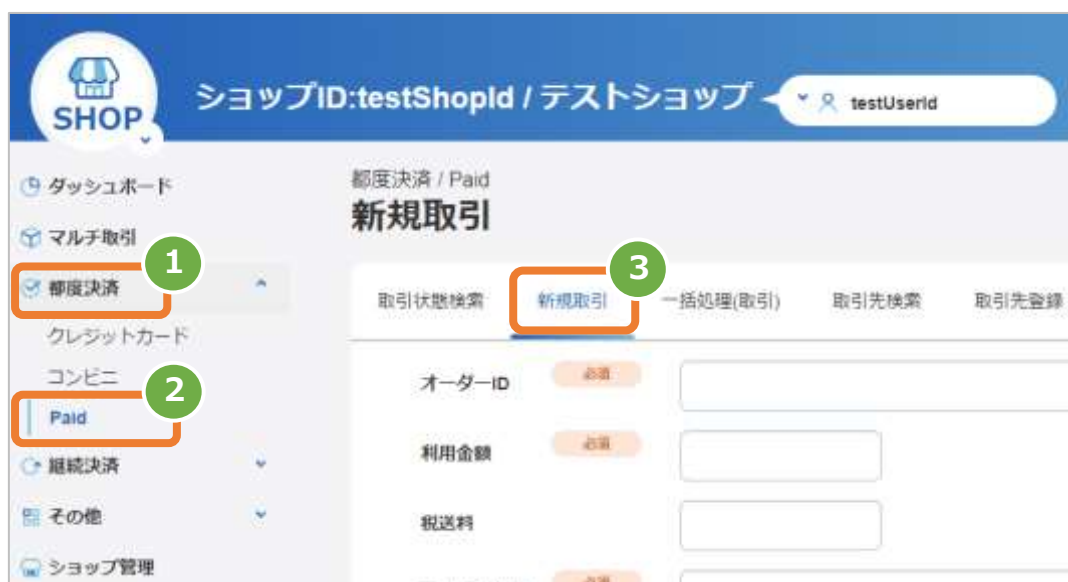 SHOP
ショップID:testShopId / テストショップ
testUserId
ダッシュボード
マルチ取引
1
都度決済
クレジットカード
コンビニ
2
Paid
継続決済
その他
ショップ管理
都度決済 / Paid
新規取引
3
取引状態検索 新規取引 一括処理(取引) 取引先検索 取引先登録
オーダーID 必須
利用金額 必須
税送料
必須